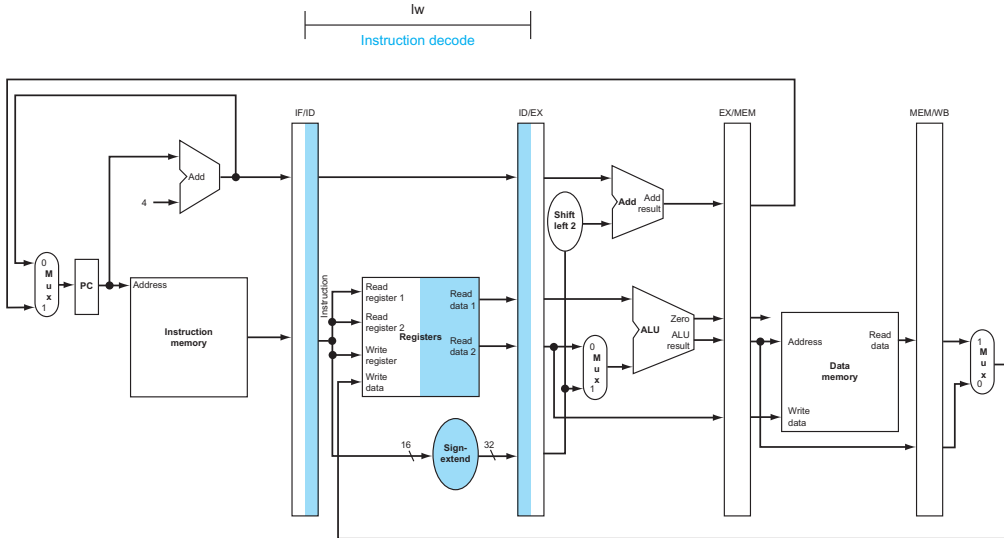 lw
Instruction decode
IF/ID
ID/EX
EX/MEM
MEM/WB
Add
4
Shift
left 2
Add
Add
result
0
M
u
x
1
PC
Address
Instruction
memory
Instruction
Read
register 1
Read
register 2
Write
register
Write
data
Registers
Read
data 1
Read
data 2
16
Sign-
extend
32
0
M
u
x
1
ALU
Zero
ALU
result
Address
Write
data
Data
memory
Read
data
1
M
u
x
0